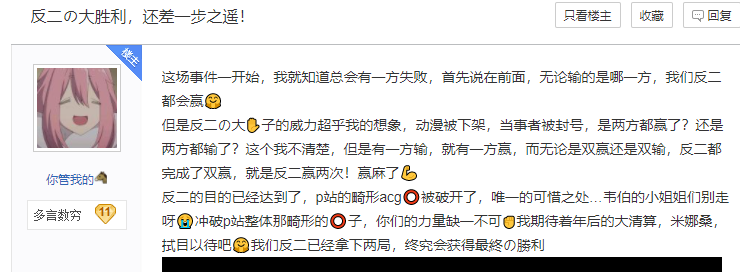 反二の大胜利，还差一步之遥！
只看楼主
收藏
回复
楼主
这场事件一开始，我就知道总会有一方失败，首先说在前面，无论输的是哪一方，我们反二
都会赢🤗
但是反二の大✋子的威力超乎我的想象，动漫被下架，当事者被封号，是两方都赢了？还是
两方都输了？这个我不清楚，但是有一方输，就有一方赢，而无论是双赢还是双输，反二都
完成了双赢，就是反二赢两次！赢麻了💪
反二的目的已经达到了，p站的畸形acg⭕被破开了，唯一的可惜之处...韦伯的小姐姐们别走
呀😭冲破p站整体那畸形的⭕子，你们的力量缺一不可✊我期待着年后的大清算，米娜桑，
拭目以待吧🤗我们反二已经拿下两局，终究会获得最終の勝利
你管我的🐴
多言数穷
11